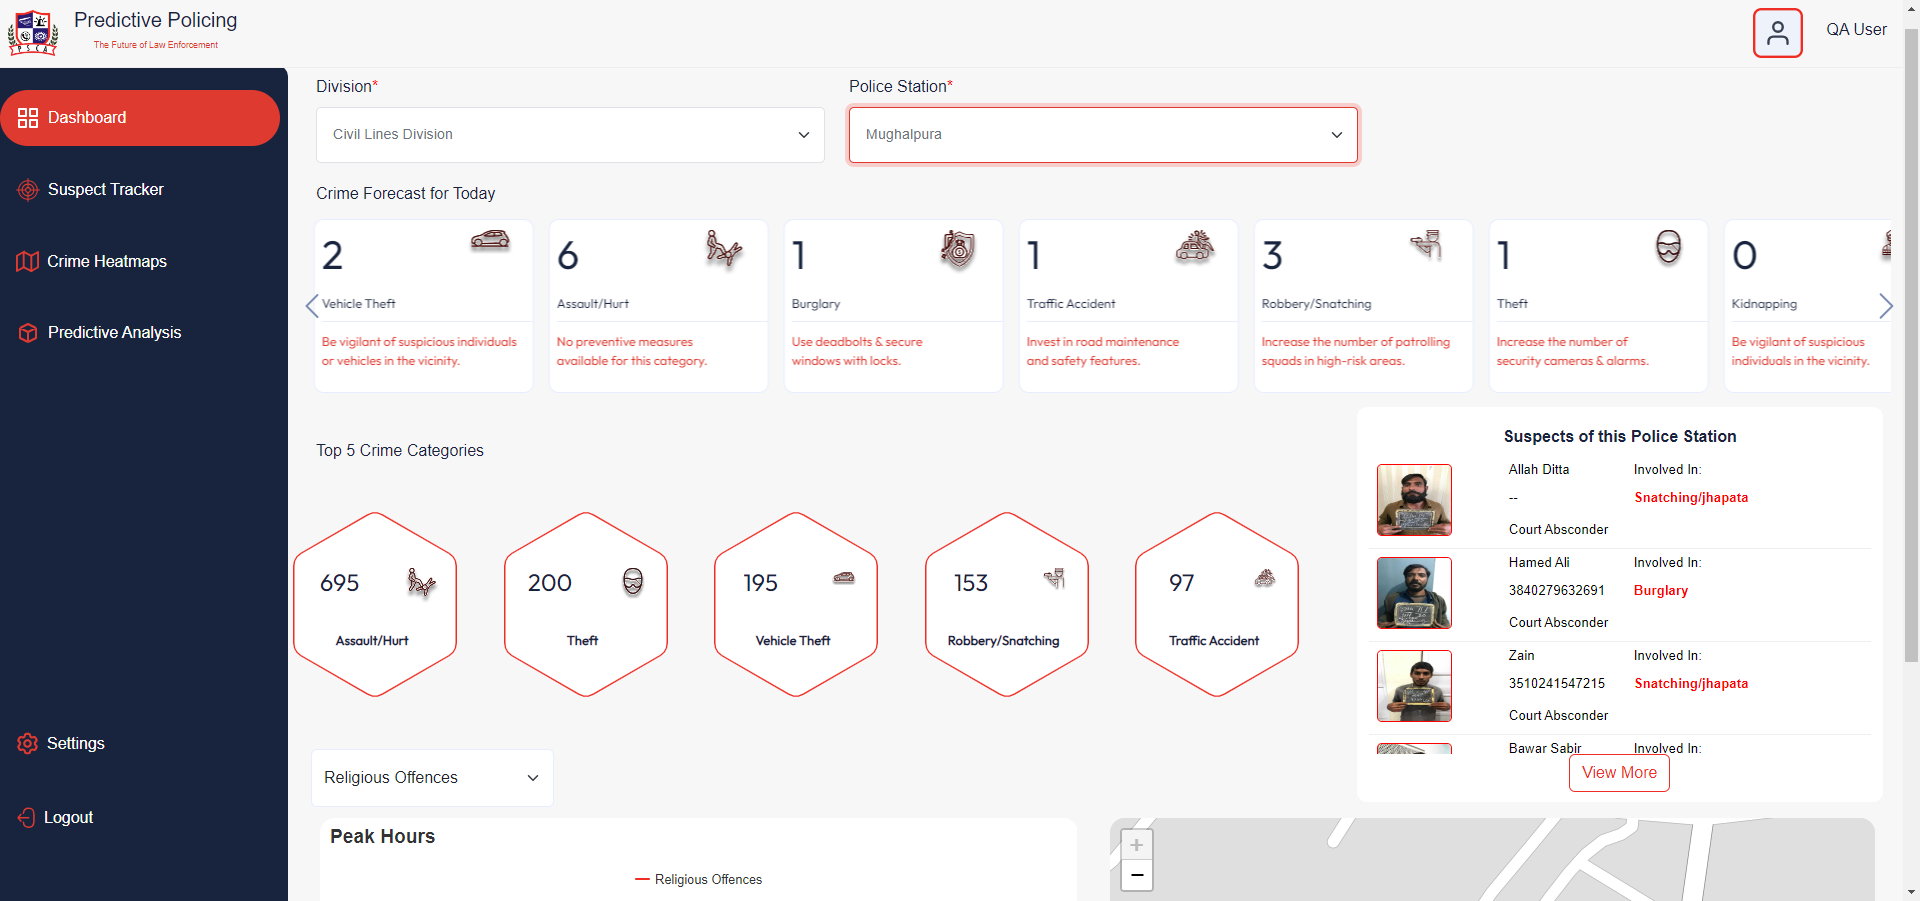 Predictive Policing
The Future of Law Enforcement
P S C A
QA User
Dashboard
Suspect Tracker
Crime Heatmaps
Predictive Analysis
Settings
Logout
Division*
Civil Lines Division
Police Station*
Mughalpura
Crime Forecast for Today
2
Vehicle Theft
Be vigilant of suspicious individuals
or vehicles in the vicinity.
6
Assault/Hurt
No preventive measures
available for this category.
1
Burglary
Use deadbolts & secure
windows with locks.
1
Traffic Accident
Invest in road maintenance
and safety features.
3
Robbery/Snatching
Increase the number of patrolling
squads in high-risk areas.
1
Theft
Increase the number of
security cameras & alarms.
0
Kidnapping
Be vigilant of suspicious
individuals in the vicinity.
Top 5 Crime Categories
695
Assault/Hurt
200
Theft
195
Vehicle Theft
153
Robbery/Snatching
97
Traffic Accident
Suspects of this Police Station
Allah Ditta
Involved In:
--
Snatching/jhapata
Court Absconder
Hamed Ali
Involved In:
3840279632691
Burglary
Court Absconder
Zain
Involved In:
3510241547215
Snatching/jhapata
Court Absconder
Bawar Sabir
Involved In:
View More
Religious Offences
Peak Hours
Religious Offences
+
−